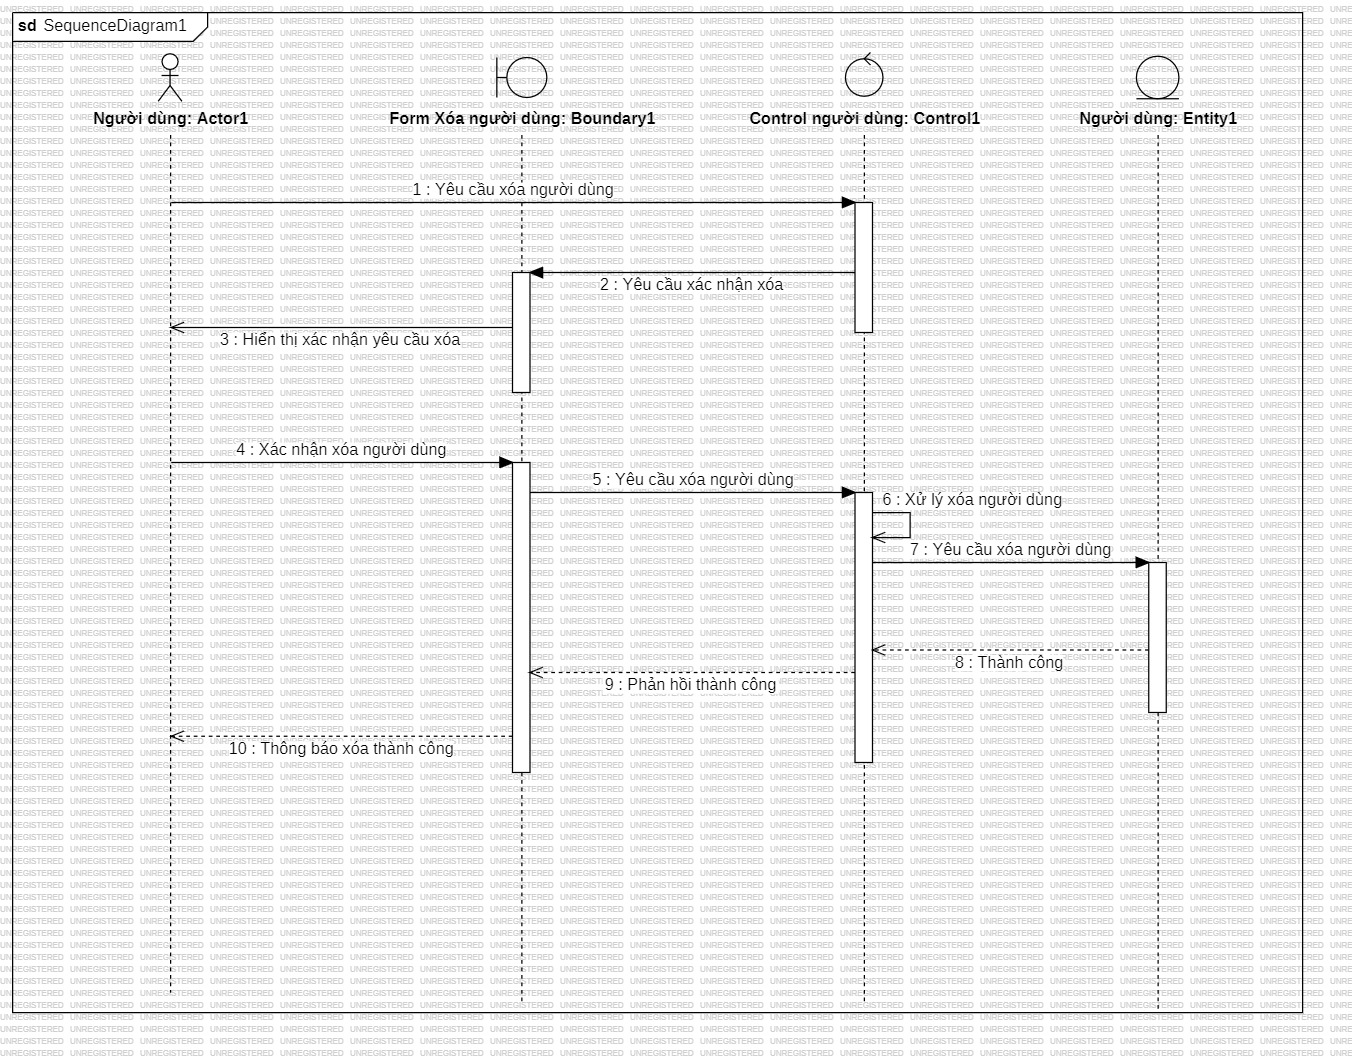 sd SequenceDiagram1
Người dùng: Actor1
Form Xóa người dùng: Boundary1
Control người dùng: Control1
Người dùng: Entity1
1 : Yêu cầu xóa người dùng
2 : Yêu cầu xác nhận xóa
3 : Hiển thị xác nhận yêu cầu xóa
4 : Xác nhận xóa người dùng
5 : Yêu cầu xóa người dùng
6 : Xử lý xóa người dùng
7 : Yêu cầu xóa người dùng
8 : Thành công
9 : Phản hồi thành công
10 : Thông báo xóa thành công
UNREGISTERED